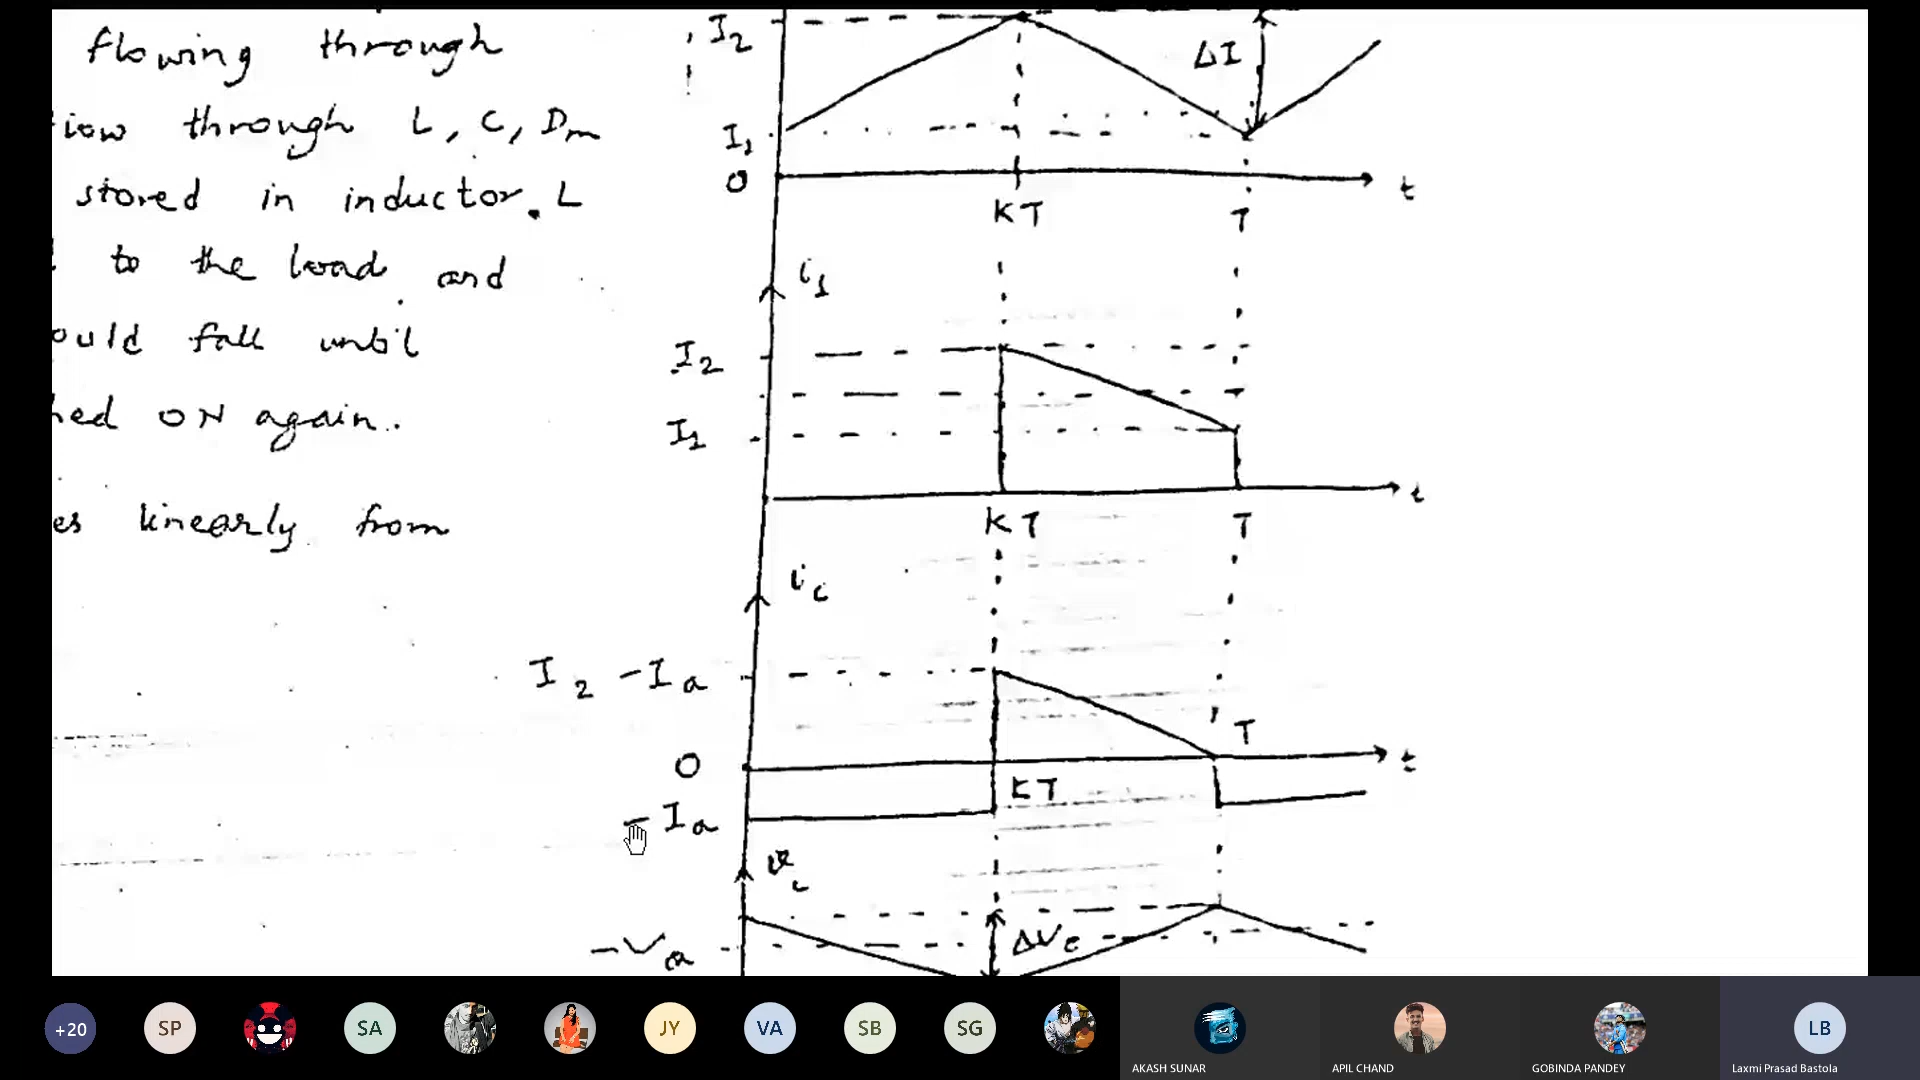 flowing through
flow through L, C, Dm
stored in inductor. L
to the load and
ould fall until
hed ON again.
es linearly from
I2
ΔI
I1
0
t
KT
T
i1
I2
I1
t
KT
T
ic
I2 - Ia
T
0
t
KT
- Ia
vc
- Va
ΔVc
+20
SP
SA
JY
VA
SB
SG
LB
AKASH SUNAR
APIL CHAND
GOBINDA PANDEY
Laxmi Prasad Bastola